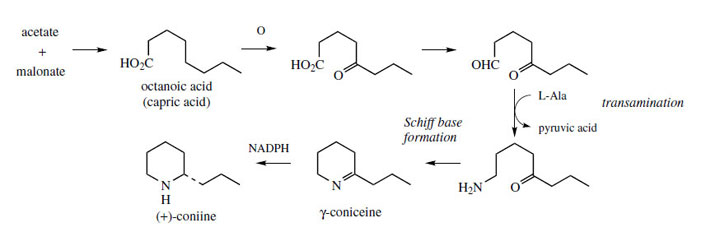 acetate
+
malonate
HO2C
octanoic acid
(capric acid)
O
HO2C
O
OHC
O
L-Ala
transamination
pyruvic acid
Schiff base
formation
NADPH
N
H
(+)-coniine
N
γ-coniceine
H2N
O